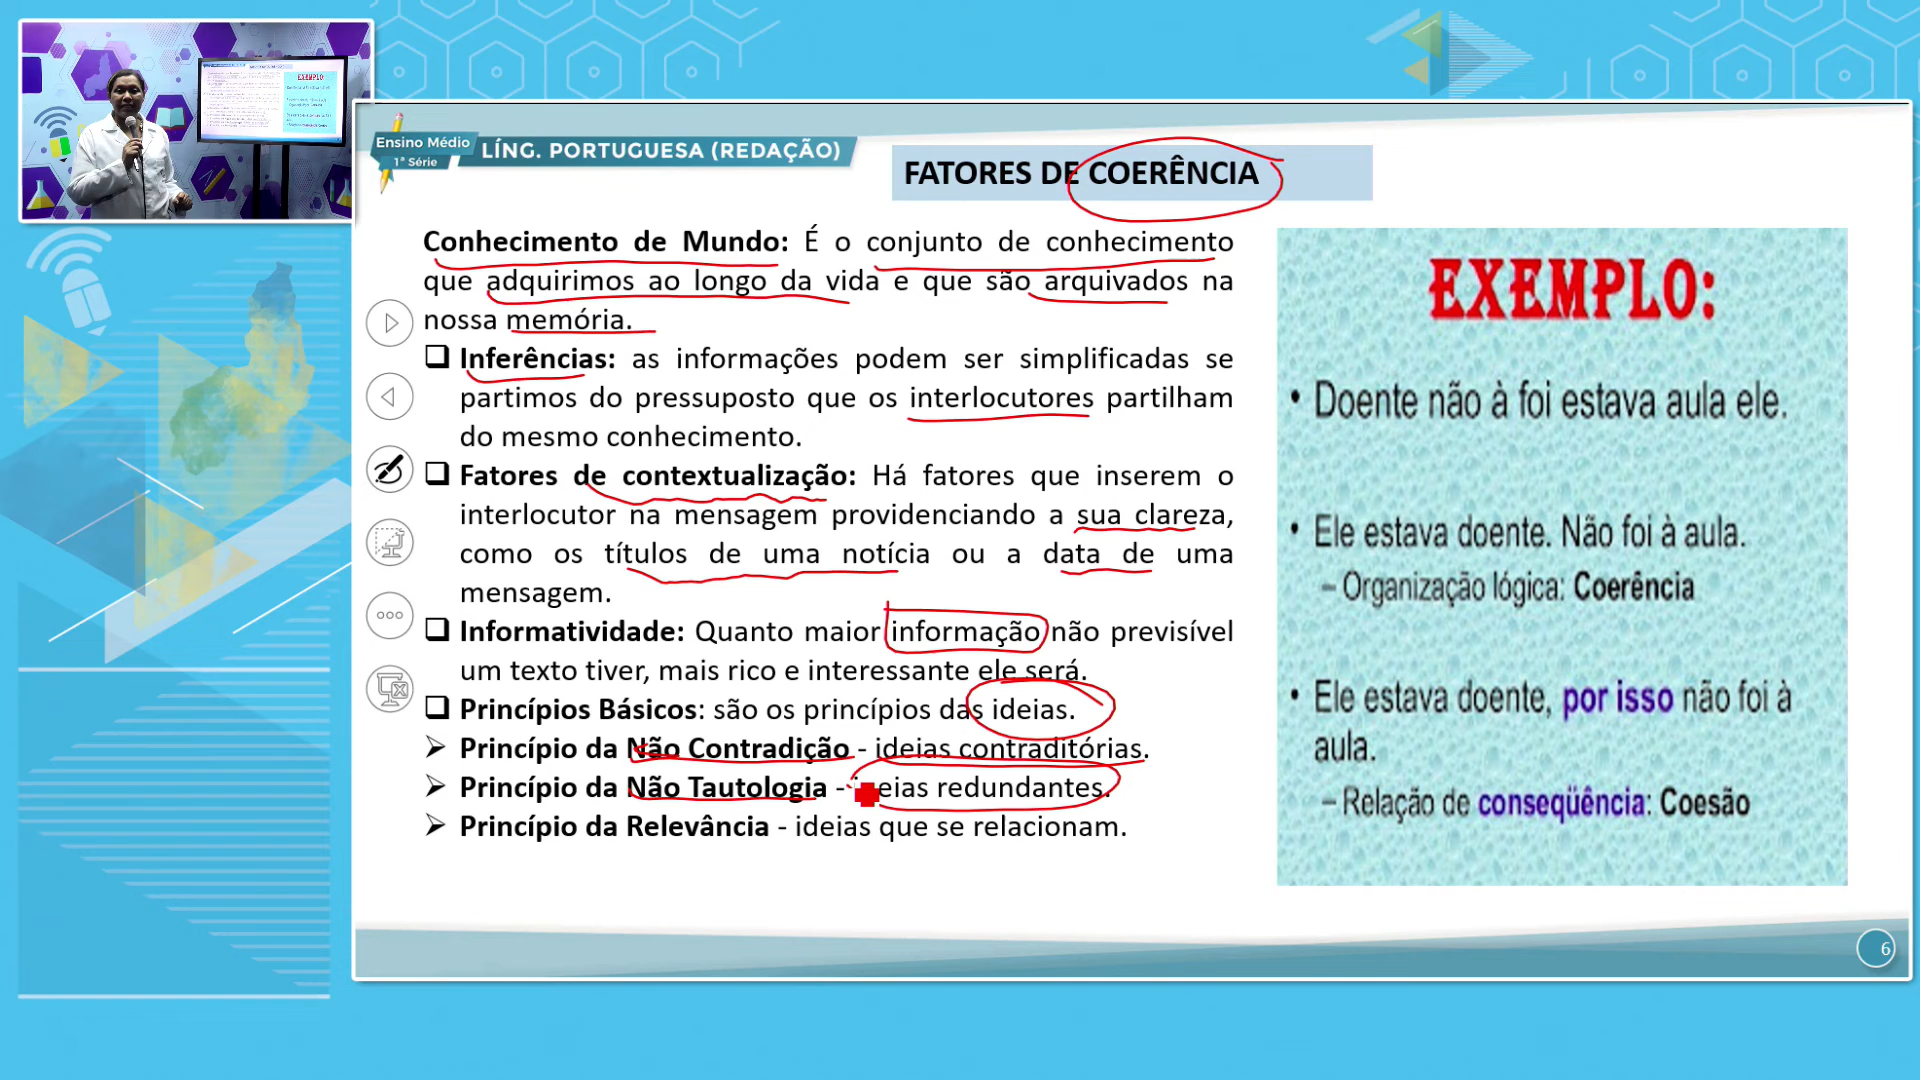 Ensino Médio
1ª Série
LÍNG. PORTUGUESA (REDAÇÃO)
FATORES DE COERÊNCIA
Conhecimento de Mundo: É o conjunto de conhecimento
que adquirimos ao longo da vida e que são arquivados na
nossa memória.
❑ Inferências: as informações podem ser simplificadas se
partimos do pressuposto que os interlocutores partilham
do mesmo conhecimento.
❑ Fatores de contextualização: Há fatores que inserem o
interlocutor na mensagem providenciando a sua clareza,
como os títulos de uma notícia ou a data de uma
mensagem.
❑ Informatividade: Quanto maior informação não previsível
um texto tiver, mais rico e interessante ele será.
❑ Princípios Básicos: são os princípios das ideias.
➢ Princípio da Não Contradição - ideias contraditórias.
➢ Princípio da Não Tautologia - ideias redundantes.
➢ Princípio da Relevância - ideias que se relacionam.
EXEMPLO:
• Doente não à foi estava aula ele.
• Ele estava doente. Não foi à aula.
– Organização lógica: Coerência
• Ele estava doente, por isso não foi à
aula.
– Relação de conseqüência: Coesão
6